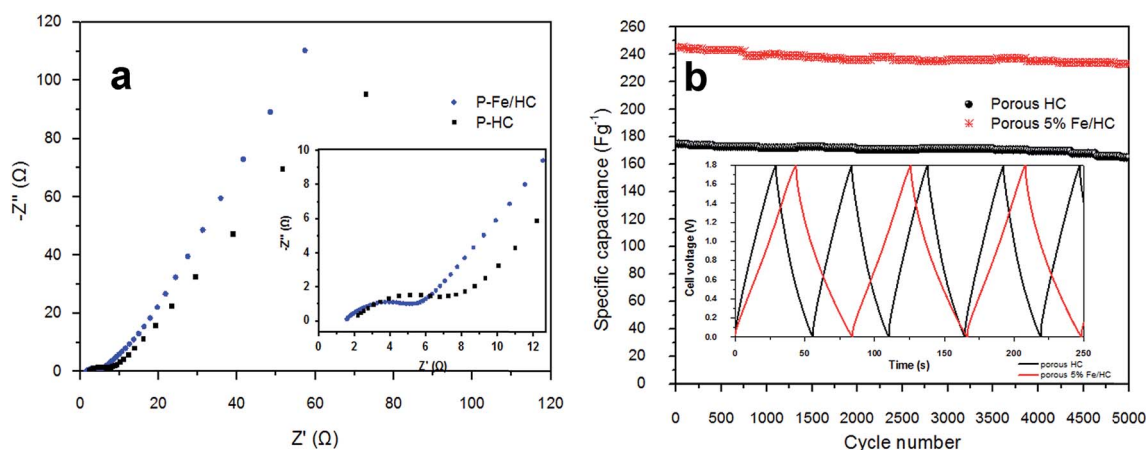 a
120
100
80
60
40
20
0
-Z" (Ω)
0 20 40 60 80 100 120
Z' (Ω)
P-Fe/HC
P-HC
10
8
6
4
2
0
-Z" (Ω)
0 2 4 6 8 10 12
Z' (Ω)
b
260
240
220
200
180
160
140
120
100
80
60
40
20
0
Specific capacitance (Fg⁻¹)
0 500 1000 1500 2000 2500 3000 3500 4000 4500 5000
Cycle number
Porous HC
Porous 5% Fe/HC
1.8
1.6
1.4
1.2
1.0
0.8
0.6
0.4
0.2
0.0
Cell voltage (V)
0 50 100 150 200 250
Time (s)
porous HC
porous 5% Fe/HC